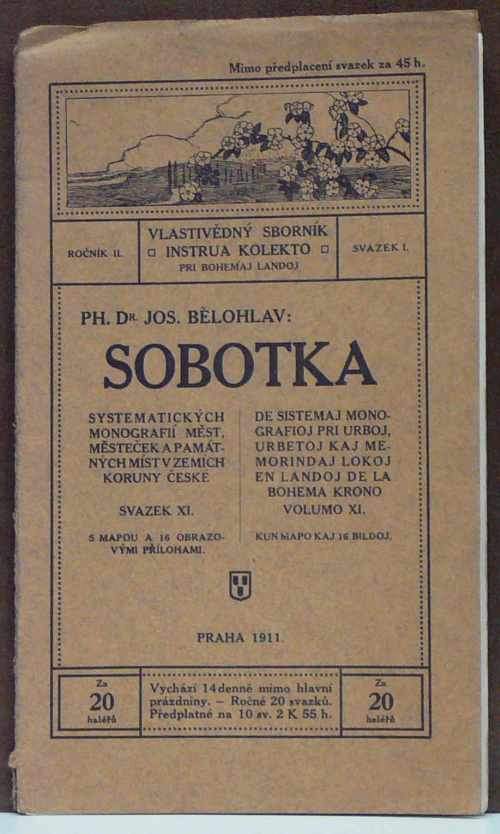 Mimo předplacení svazek za 45 h.
ROČNÍK II.
VLASTIVĚDNÝ SBORNÍK
INSTRUA KOLEKTO
PRI BOHEMAJ LANDOJ
SVAZEK I.
PH. DR. JOS. BĚLOHLAV:
SOBOTKA
SYSTEMATICKÝCH
MONOGRAFIÍ MĚST,
MĚSTEČEK A PAMÁT-
NÝCH MÍST V ZEMÍCH
KORUNY ČESKÉ
SVAZEK XI.
S MAPOU A 16 OBRAZO-
VÝMI PŘÍLOHAMI.
DE SISTEMAJ MONO-
GRAFIOJ PRI URBOJ,
URBETOJ KAJ ME-
MORINDAJ LOKOJ
EN LANDOJ DE LA
BOHEMA KRONO
VOLUMO XI.
KUN MAPO KAJ 16 BILDOJ.
PRAHA 1911.
Za
20
haléřů
Vychází 14denně mimo hlavní
prázdniny. – Ročně 20 svazků.
Předplatné na 10 sv. 2 K 55 h.
Za
20
haléřů